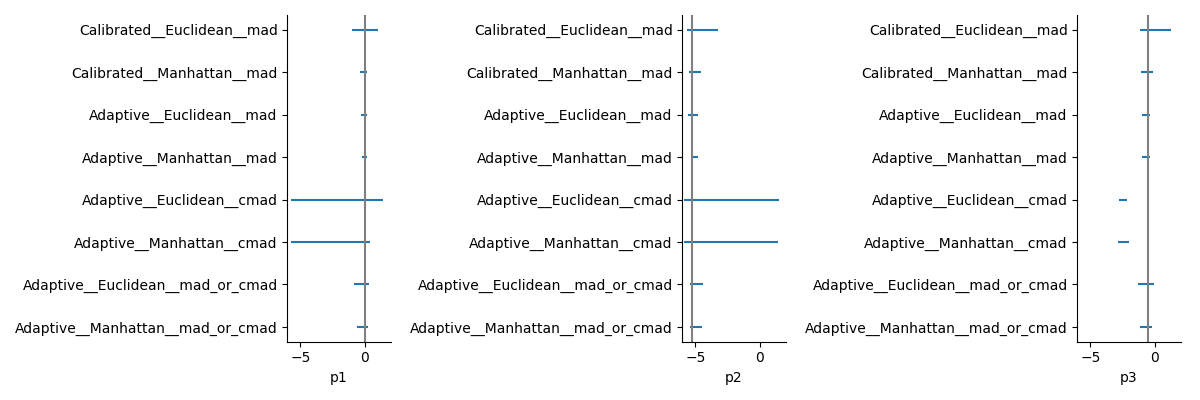 Calibrated__Euclidean__mad
Calibrated__Manhattan__mad
Adaptive__Euclidean__mad
Adaptive__Manhattan__mad
Adaptive__Euclidean__cmad
Adaptive__Manhattan__cmad
Adaptive__Euclidean__mad_or_cmad
Adaptive__Manhattan__mad_or_cmad
−5 0
p1
Calibrated__Euclidean__mad
Calibrated__Manhattan__mad
Adaptive__Euclidean__mad
Adaptive__Manhattan__mad
Adaptive__Euclidean__cmad
Adaptive__Manhattan__cmad
Adaptive__Euclidean__mad_or_cmad
Adaptive__Manhattan__mad_or_cmad
−5 0
p2
Calibrated__Euclidean__mad
Calibrated__Manhattan__mad
Adaptive__Euclidean__mad
Adaptive__Manhattan__mad
Adaptive__Euclidean__cmad
Adaptive__Manhattan__cmad
Adaptive__Euclidean__mad_or_cmad
Adaptive__Manhattan__mad_or_cmad
−5 0
p3